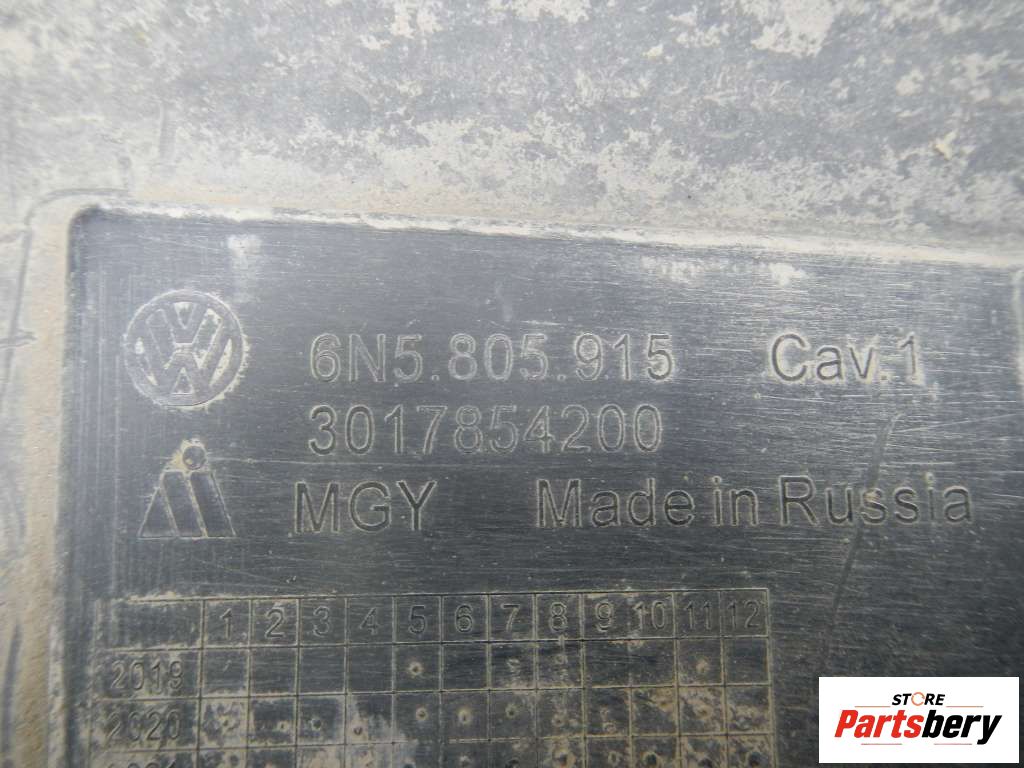 6N5.805.915 Cav.1
3017854200
MGY Made in Russia
1 2 3 4 5 6 7 8 9 10 11 12
2019
2020
STORE
Partsbery